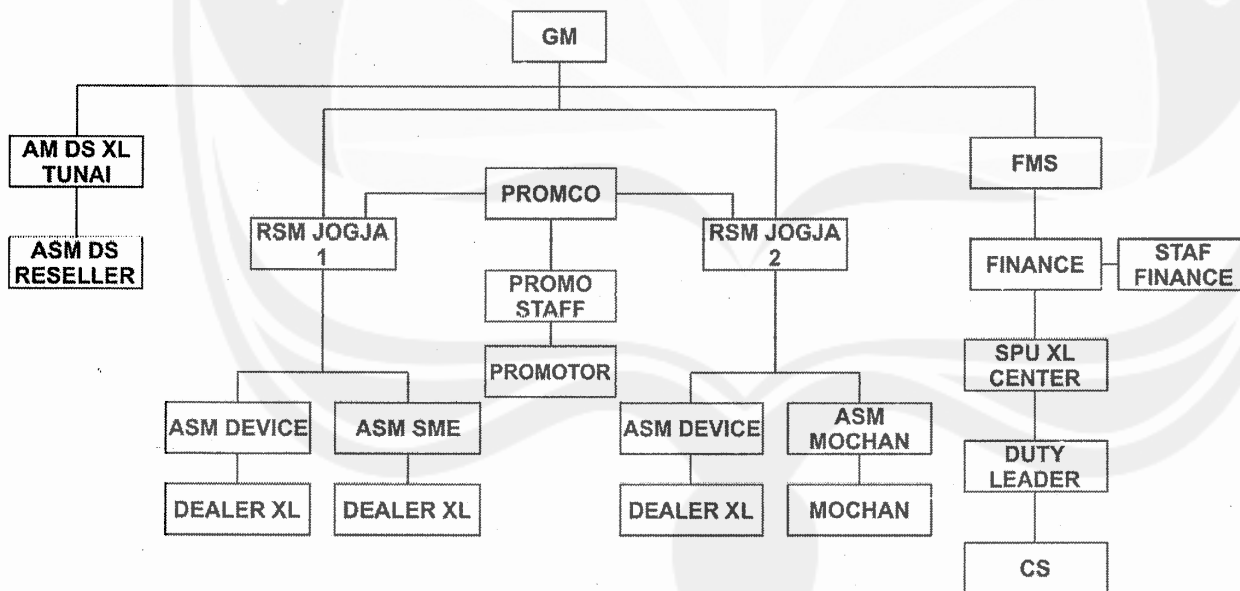 GM
AM DS XL
TUNAI
ASM DS
RESELLER
RSM JOGJA
1
PROMCO
PROMO
STAFF
PROMOTOR
RSM JOGJA
2
FMS
FINANCE
STAF
FINANCE
SPU XL
CENTER
DUTY
LEADER
CS
ASM DEVICE
ASM SME
ASM DEVICE
ASM
MOCHAN
DEALER XL
DEALER XL
DEALER XL
MOCHAN